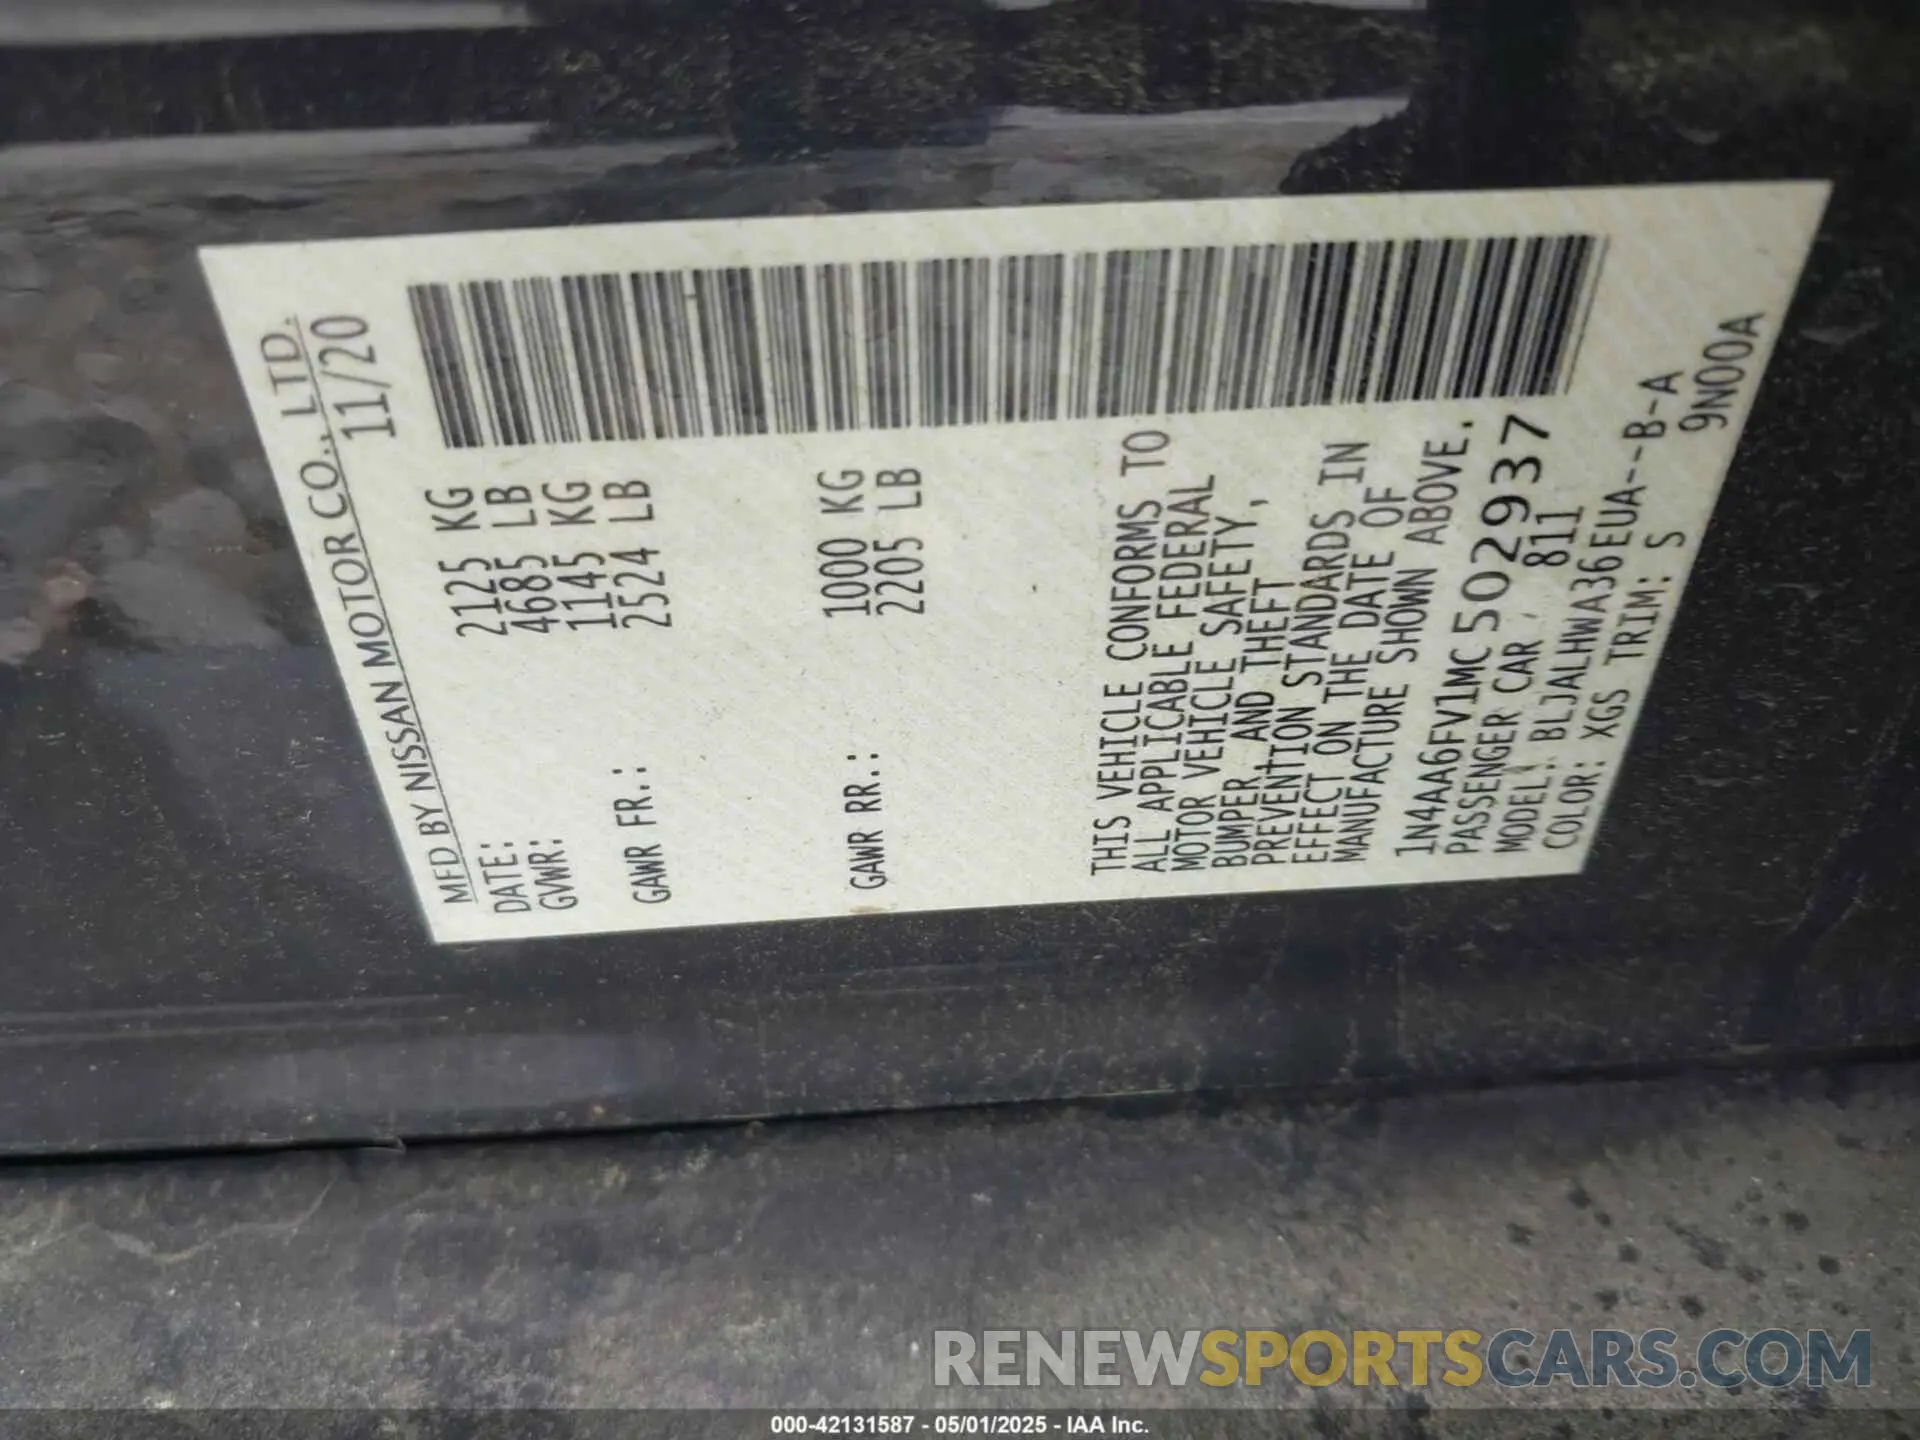 MFD BY NISSAN MOTOR CO., LTD.
DATE: 11/20
GVWR: 2125 KG
4685 LB
GAWR FR.: 1145 KG
2524 LB
GAWR RR.: 1000 KG
2205 LB
THIS VEHICLE CONFORMS TO
ALL APPLICABLE FEDERAL
MOTOR VEHICLE SAFETY,
BUMPER, AND THEFT
PREVENTION STANDARDS IN
EFFECT ON THE DATE OF
MANUFACTURE SHOWN ABOVE.
1N4AA6FV1MC502937
PASSENGER CAR, 811
MODEL: BLJALHWA36EUA--B-A
COLOR: XGS TRIM: S
9N00A
RENEWSPORTSCARS.COM
000-42131587 - 05/01/2025 - IAA Inc.